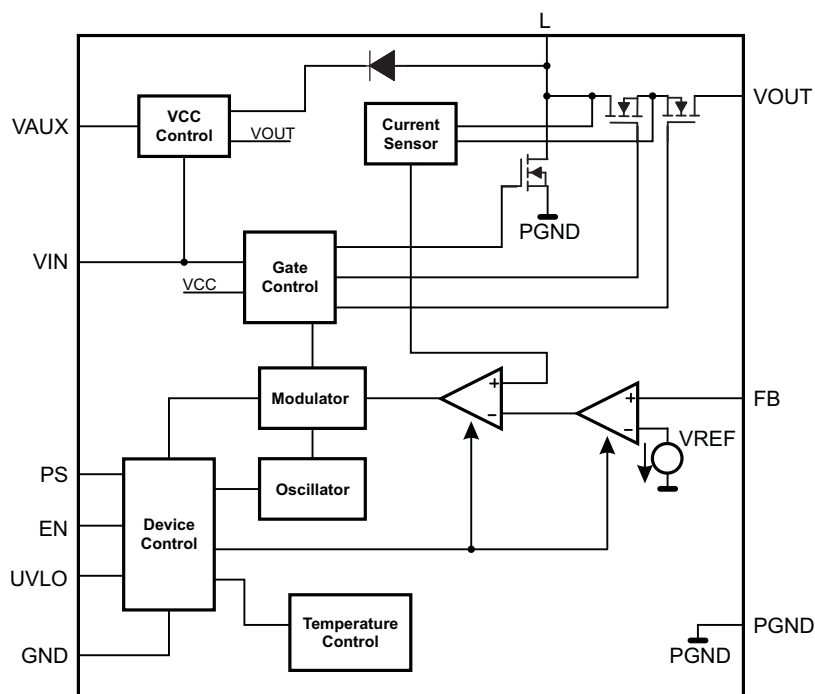 L
VAUX
VCC
Control
VOUT
Current
Sensor
VOUT
PGND
VIN
VCC
Gate
Control
Modulator
+
−
+
−
FB
VREF
PS
EN
UVLO
GND
Device
Control
Oscillator
Temperature
Control
PGND
PGND